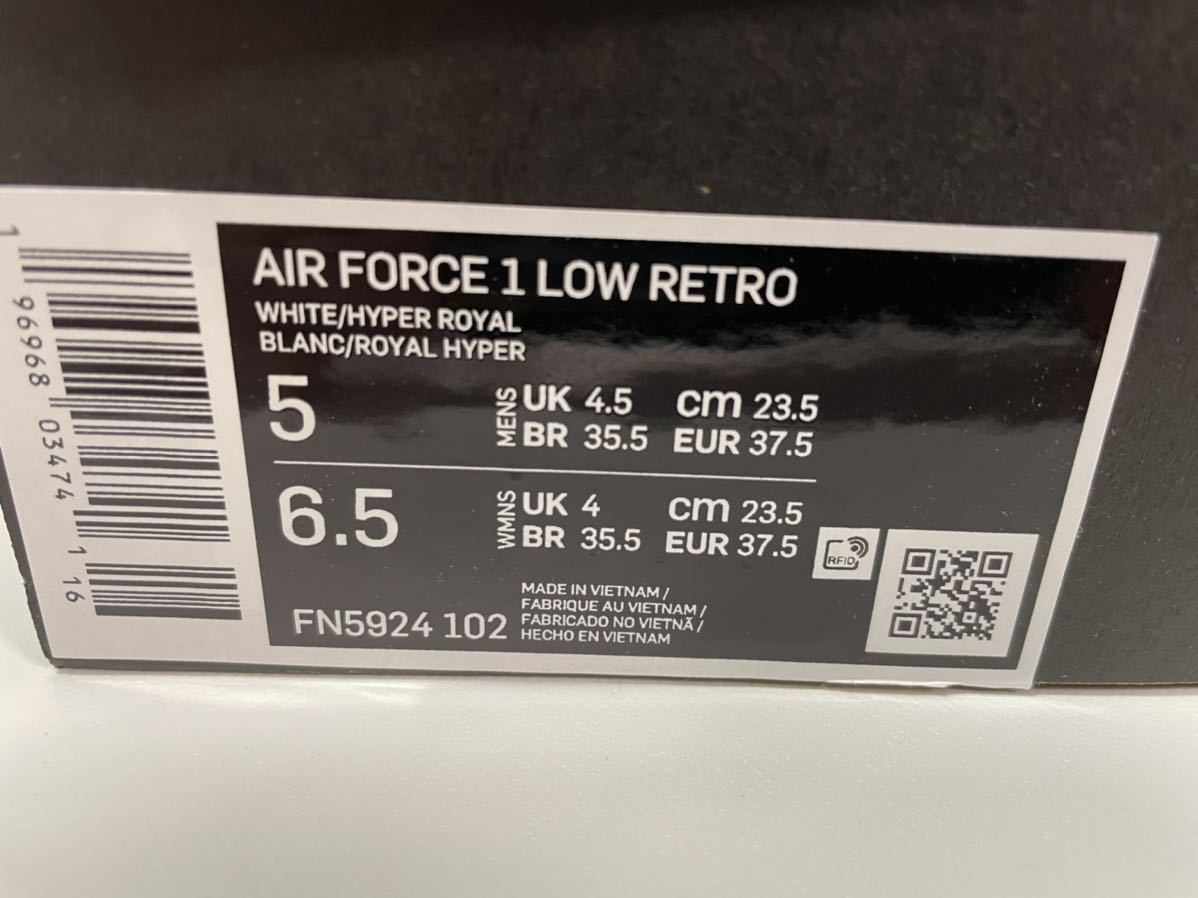 AIR FORCE 1 LOW RETRO
WHITE/HYPER ROYAL
BLANC/ROYAL HYPER
5 MENS UK 4.5 cm 23.5
BR 35.5 EUR 37.5
6.5 WMNS UK 4 cm 23.5
BR 35.5 EUR 37.5
RFID
FN5924 102
MADE IN VIETNAM /
FABRIQUE AU VIETNAM /
FABRICADO NO VIETNÃ /
HECHO EN VIETNAM
1 96968 03474 1 16